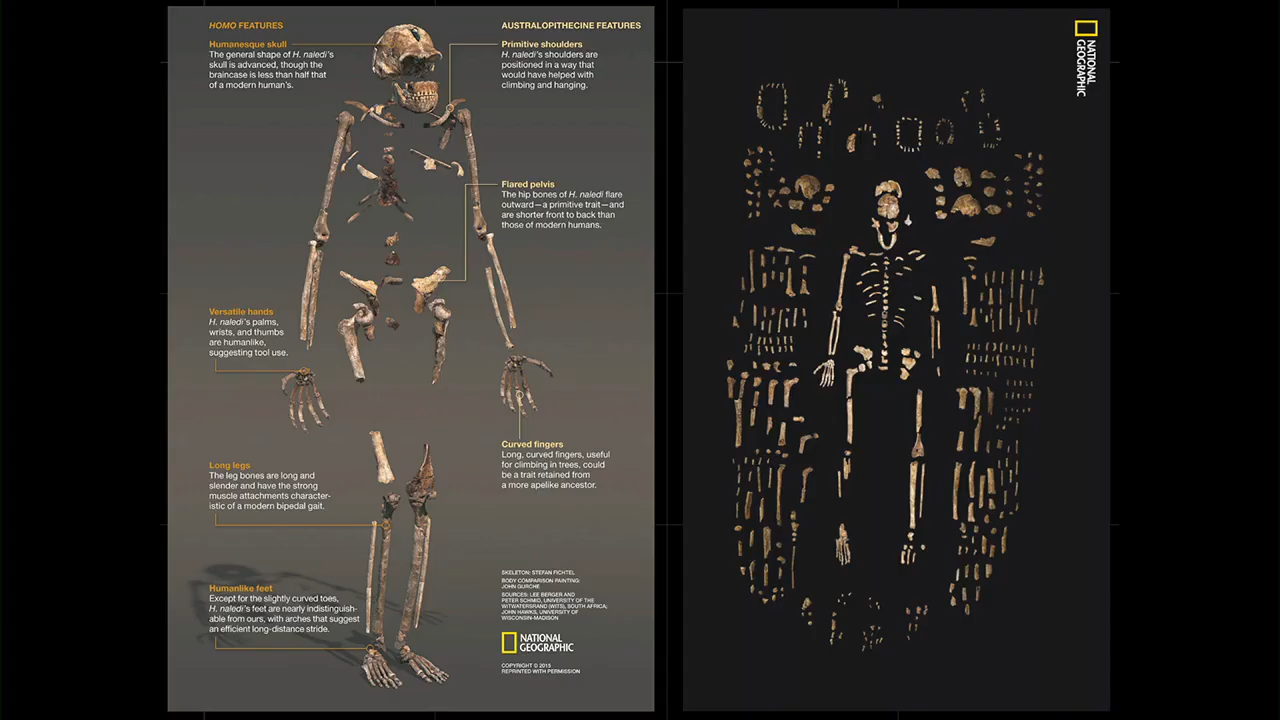 HOMO FEATURES
Humanesque skull
The general shape of H. naledi's
skull is advanced, though the
braincase is less than half that
of a modern human's.
AUSTRALOPITHECINE FEATURES
Primitive shoulders
H. naledi's shoulders are
positioned in a way that
would have helped with
climbing and hanging.
Flared pelvis
The hip bones of H. naledi flare
outward—a primitive trait—and
are shorter front to back than
those of modern humans.
Versatile hands
H. naledi's palms,
wrists, and thumbs
are humanlike,
suggesting tool use.
Curved fingers
Long, curved fingers, useful
for climbing in trees, could
be a trait retained from
a more apelike ancestor.
Long legs
The leg bones are long and
slender and have the strong
muscle attachments character-
istic of a modern bipedal gait.
Humanlike feet
Except for the slightly curved toes,
H. naledi's feet are nearly indistinguish-
able from ours, with arches that suggest
an efficient long-distance stride.
SKELETON: STEFAN FICHTEL
BODY COMPARISON PAINTING:
JOHN GURCHE
SOURCES: LEE BERGER AND
PETER SCHMID, UNIVERSITY OF THE
WITWATERSRAND (WITS), SOUTH AFRICA;
JOHN HAWKS, UNIVERSITY OF
WISCONSIN-MADISON
NATIONAL
GEOGRAPHIC
COPYRIGHT © 2015
REPRINTED WITH PERMISSION
NATIONAL
GEOGRAPHIC